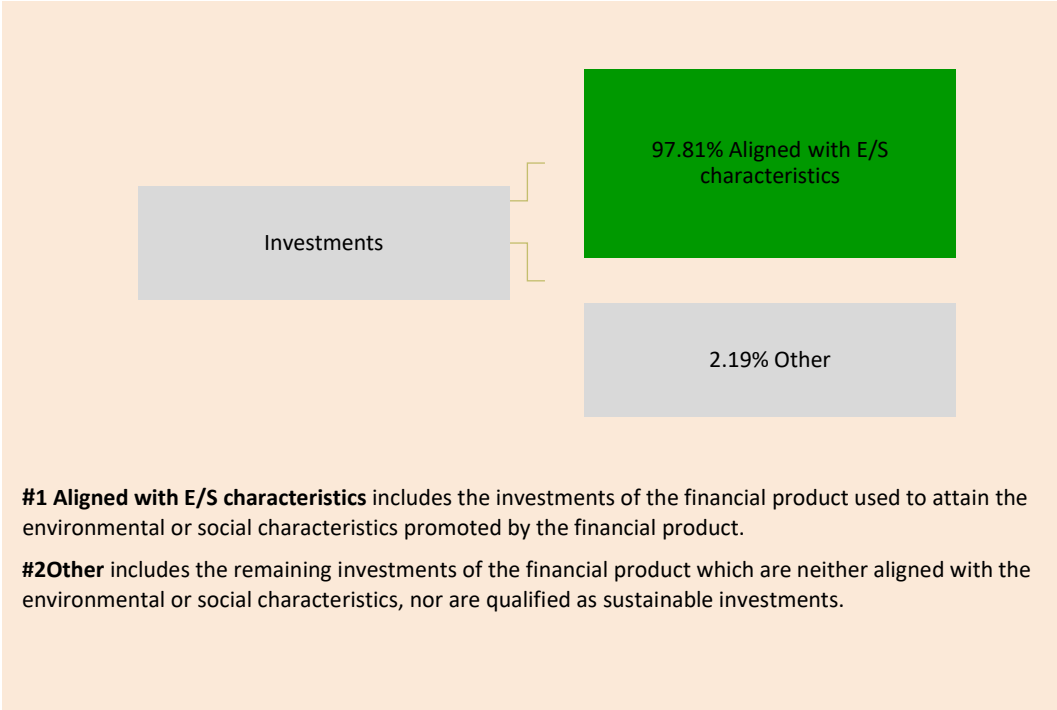 97.81% Aligned with E/S
characteristics
Investments
2.19% Other
#1 Aligned with E/S characteristics includes the investments of the financial product used to attain the
environmental or social characteristics promoted by the financial product.
#2Other includes the remaining investments of the financial product which are neither aligned with the
environmental or social characteristics, nor are qualified as sustainable investments.